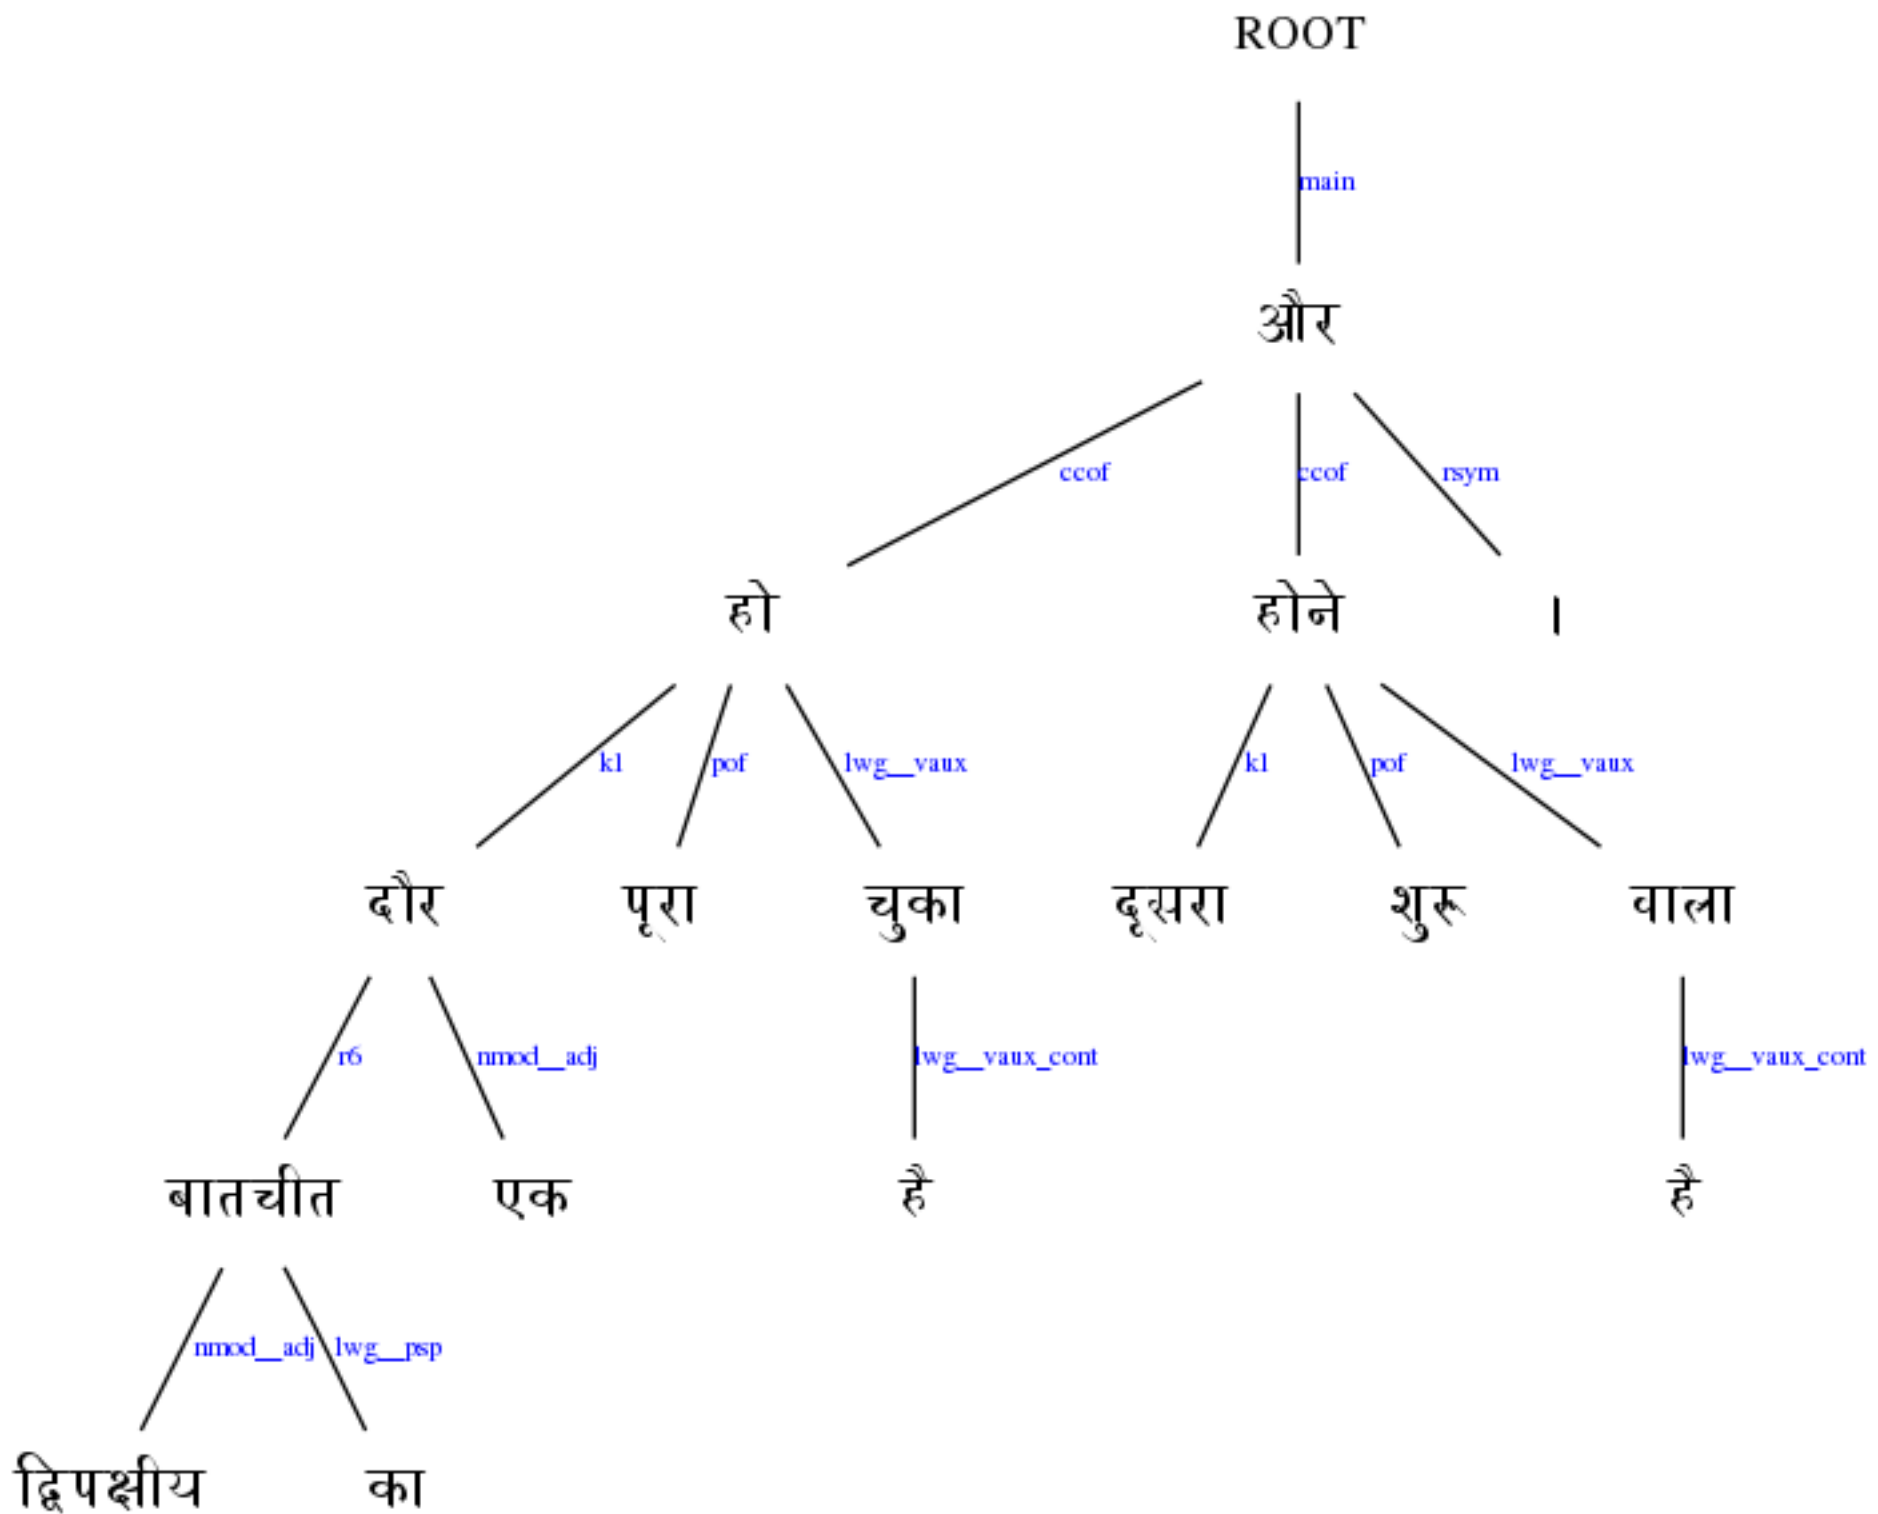 ROOT
main
और
ccof ccof rsym
हो होने ।
k1 pof lwg__vaux k1 pof lwg__vaux
दौर पूरा चुका दूसरा शुरू वाला
r6 nmod__adj lwg__vaux_cont lwg__vaux_cont
बातचीत एक है है
nmod__adj lwg__psp
द्विपक्षीय का